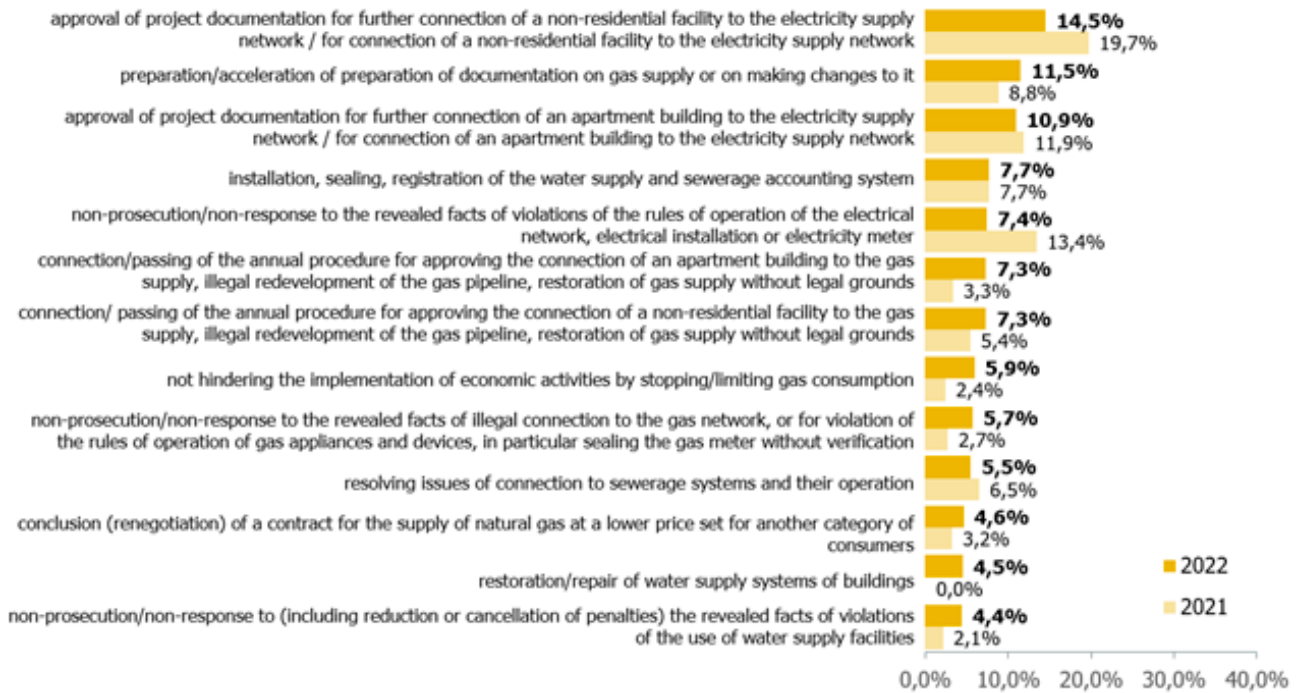 approval of project documentation for further connection of a non-residential facility to the electricity supply
network / for connection of a non-residential facility to the electricity supply network
14,5%
19,7%
preparation/acceleration of preparation of documentation on gas supply or on making changes to it
11,5%
8,8%
approval of project documentation for further connection of an apartment building to the electricity supply
network / for connection of an apartment building to the electricity supply network
10,9%
11,9%
installation, sealing, registration of the water supply and sewerage accounting system
7,7%
7,7%
non-prosecution/non-response to the revealed facts of violations of the rules of operation of the electrical
network, electrical installation or electricity meter
7,4%
13,4%
connection/passing of the annual procedure for approving the connection of an apartment building to the gas
supply, illegal redevelopment of the gas pipeline, restoration of gas supply without legal grounds
7,3%
3,3%
connection/ passing of the annual procedure for approving the connection of a non-residential facility to the gas
supply, illegal redevelopment of the gas pipeline, restoration of gas supply without legal grounds
7,3%
5,4%
not hindering the implementation of economic activities by stopping/limiting gas consumption
5,9%
2,4%
non-prosecution/non-response to the revealed facts of illegal connection to the gas network, or for violation of
the rules of operation of gas appliances and devices, in particular sealing the gas meter without verification
5,7%
2,7%
resolving issues of connection to sewerage systems and their operation
5,5%
6,5%
conclusion (renegotiation) of a contract for the supply of natural gas at a lower price set for another category of
consumers
4,6%
3,2%
restoration/repair of water supply systems of buildings
4,5%
0,0%
non-prosecution/non-response to (including reduction or cancellation of penalties) the revealed facts of violations
of the use of water supply facilities
4,4%
2,1%
2022
2021
0,0% 10,0% 20,0% 30,0% 40,0%